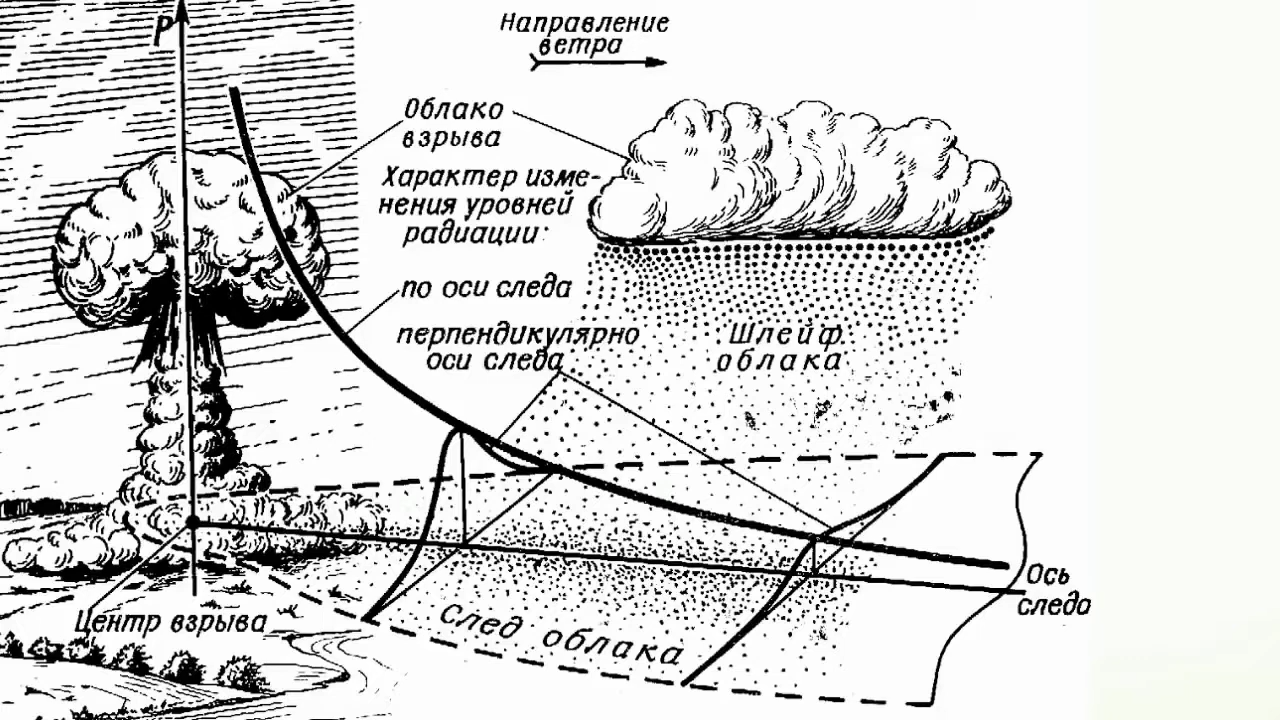 P
Направление
ветра
Облако
взрыва
Характер изме-
нения уровней
радиации:
по оси следа
перпендикулярно
оси следа
Шлейф
облака
Ось
следа
Центр взрыва
След облака